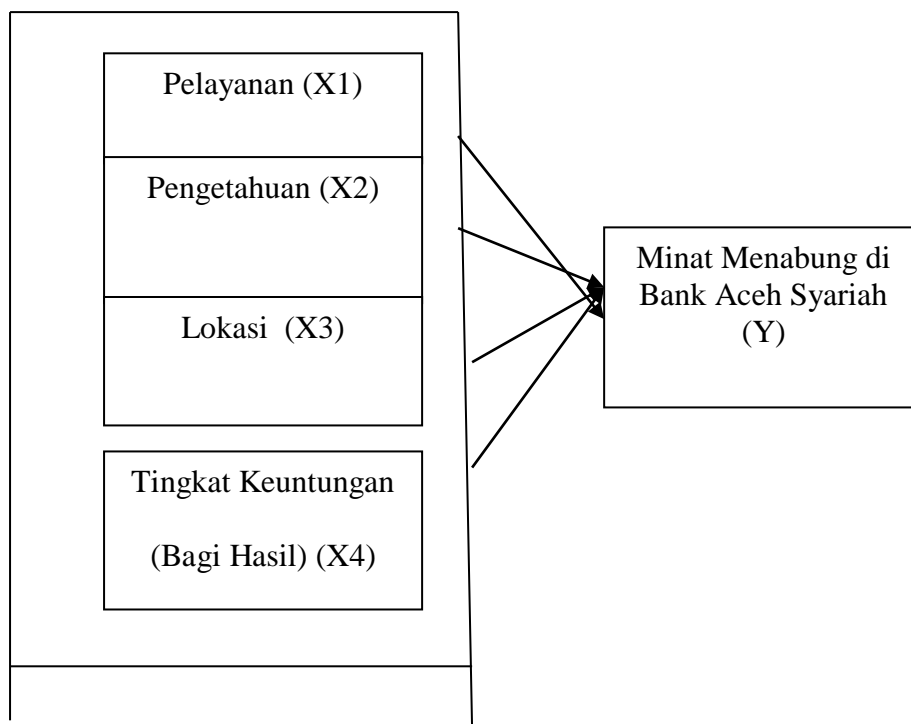 Pelayanan (X1)
Pengetahuan (X2)
Lokasi (X3)
Tingkat Keuntungan
(Bagi Hasil) (X4)
Minat Menabung di
Bank Aceh Syariah
(Y)